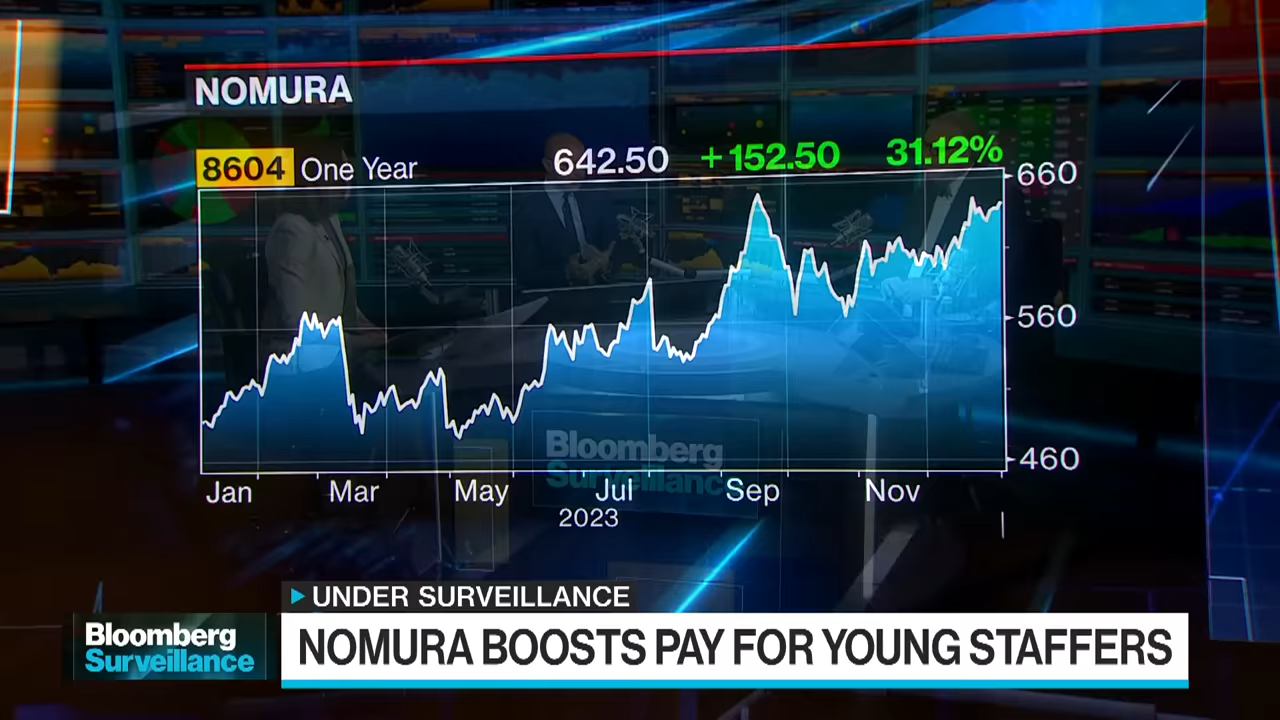 NOMURA
8604 One Year 642.50 +152.50 31.12%
660
560
460
Bloomberg
Surveillance
Jan Mar May Jul Sep Nov
2023
UNDER SURVEILLANCE
Bloomberg
Surveillance
NOMURA BOOSTS PAY FOR YOUNG STAFFERS